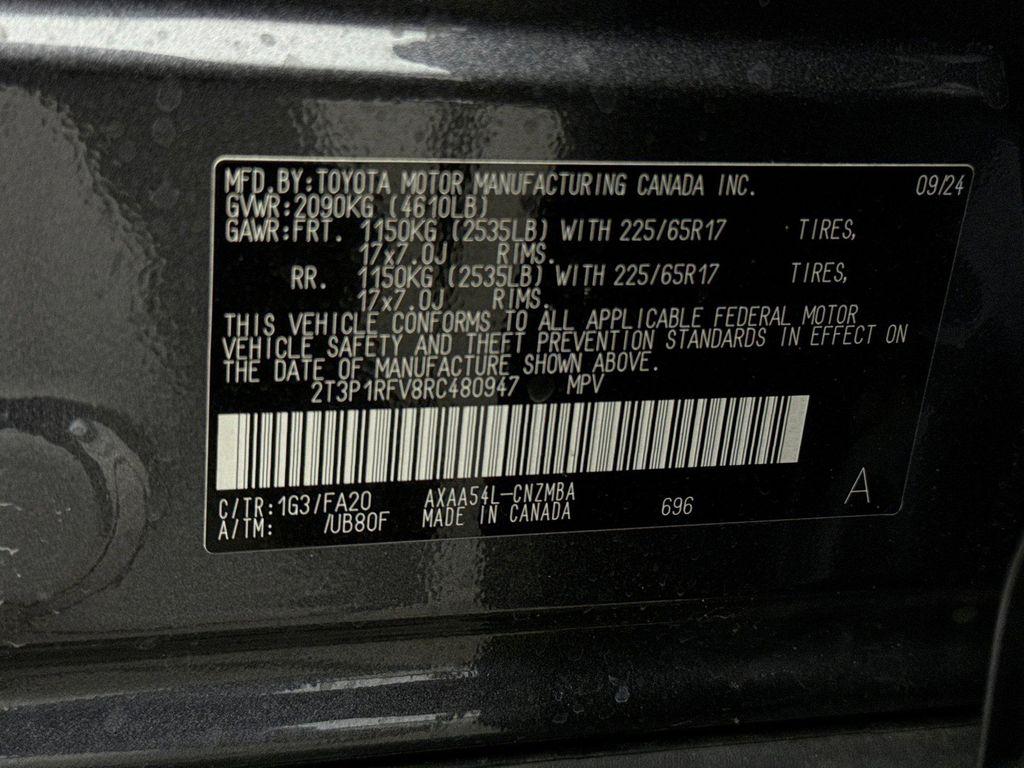 MFD.BY:TOYOTA MOTOR MANUFACTURING CANADA INC. 09/24
GVWR:2090KG (4610LB)
GAWR:FRT. 1150KG (2535LB) WITH 225/65R17 TIRES,
17x7.0J RIMS.
RR. 1150KG (2535LB) WITH 225/65R17 TIRES,
17x7.0J RIMS.
THIS VEHICLE CONFORMS TO ALL APPLICABLE FEDERAL MOTOR
VEHICLE SAFETY AND THEFT PREVENTION STANDARDS IN EFFECT ON
THE DATE OF MANUFACTURE SHOWN ABOVE.
2T3P1RFV8RC480947 MPV
C/TR:1G3/FA20 AXAA54L-CNZMBA
A/TM: /UB80F MADE IN CANADA 696 A